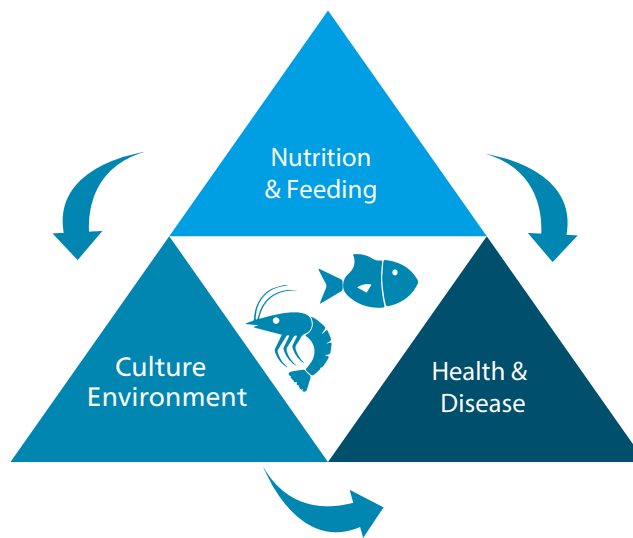 Nutrition
& Feeding
Culture
Environment
Health &
Disease